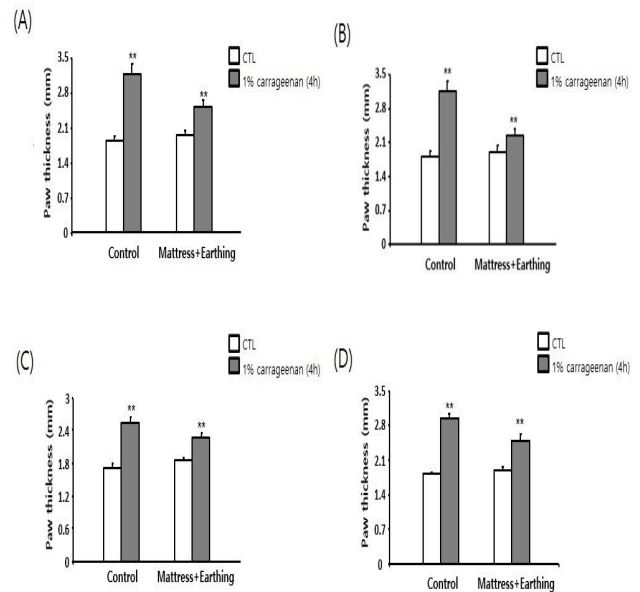 (A)
Paw thickness (mm)
3.5
2.8
2.1
1.4
0.7
0
**
**
Control
Mattress+Earthing
CTL
1% carrageenan (4h)
(B)
Paw thickness (mm)
3.5
2.8
2.1
1.4
0.7
0
**
**
Control
Mattress+Earthing
CTL
1% carrageenan (4h)
(C)
Paw thickness (mm)
3
2.4
1.8
1.2
0.6
0
**
**
Control
Mattress+Earthing
CTL
1% carrageenan (4h)
(D)
Paw thickness (mm)
3.5
2.8
2.1
1.4
0.7
0
**
**
Control
Mattress+Earthing
CTL
1% carrageenan (4h)